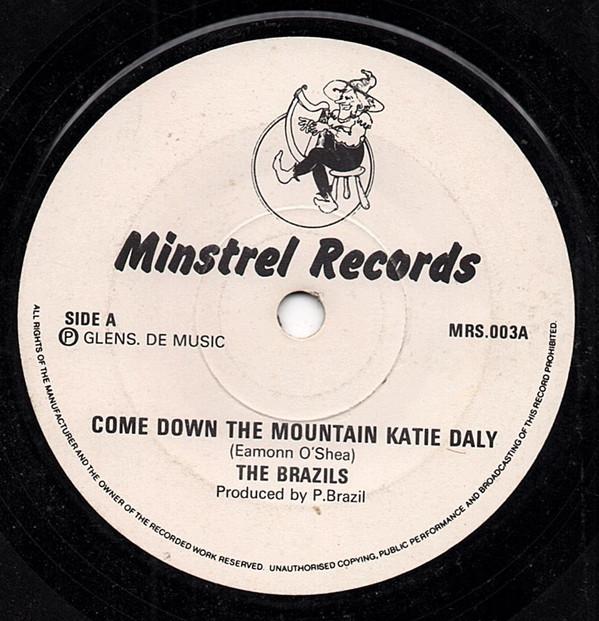 Minstrel Records
SIDE A
Ⓟ GLENS. DE MUSIC
MRS.003A
COME DOWN THE MOUNTAIN KATIE DALY
(Eamonn O'Shea)
THE BRAZILS
Produced by P.Brazil
ALL RIGHTS OF THE MANUFACTURER AND THE OWNER OF THE RECORDED WORK RESERVED. UNAUTHORISED COPYING, PUBLIC PERFORMANCE AND BROADCASTING OF THIS RECORD PROHIBITED.